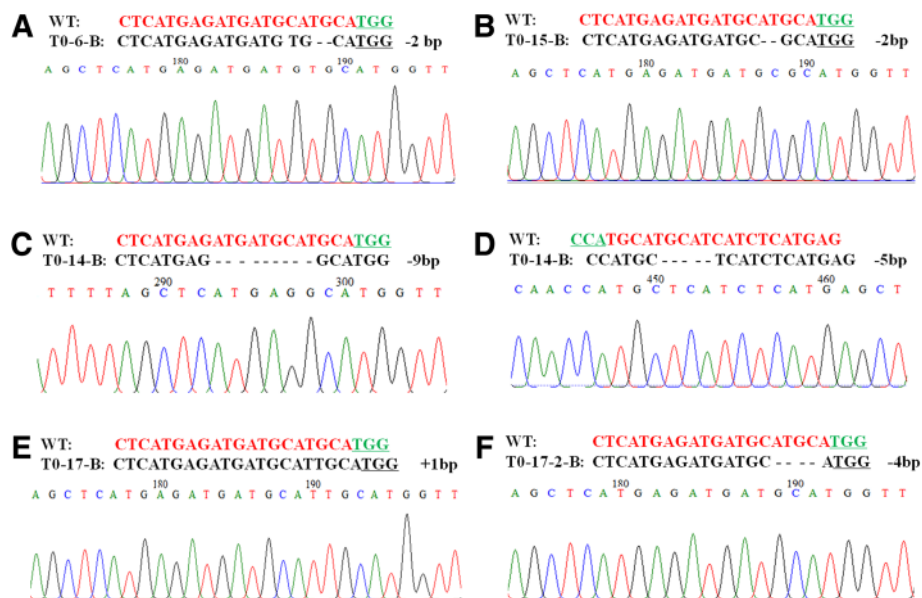 A
WT: CTCATGAGATGATGCATGCATGG
T0-6-B: CTCATGAGATGATG TG --CATGG -2 bp
180 190
A G C T C A T G A G A T G A T G T G C A T G G T T
B
WT: CTCATGAGATGATGCATGCATGG
T0-15-B: CTCATGAGATGATGC--GCATGG -2bp
180 190
A G C T C A T G A G A T G A T G C G C A T G G T T
C
WT: CTCATGAGATGATGCATGCATGG
T0-14-B: CTCATGAG - - - - - - - - - GCATGG -9bp
290 300
T T T T A G C T C A T G A G G C A T G G T T
D
WT: CCATGCATGCATCATCTCATGAG
T0-14-B: CCATGC - - - - - TCATCTCATGAG -5bp
450 460
C A A C C A T G C T C A T C T C A T G A G C T
E
WT: CTCATGAGATGATGCATGCATGG
T0-17-B: CTCATGAGATGATGCATTGCATGG +1bp
180 190
A G C T C A T G A G A T G A T G C A T T G C A T G G T T
F
WT: CTCATGAGATGATGCATGCATGG
T0-17-2-B: CTCATGAGATGATGC - - - - ATGG -4bp
180 190
A G C T C A T G A G A T G A T G C A T G G T T